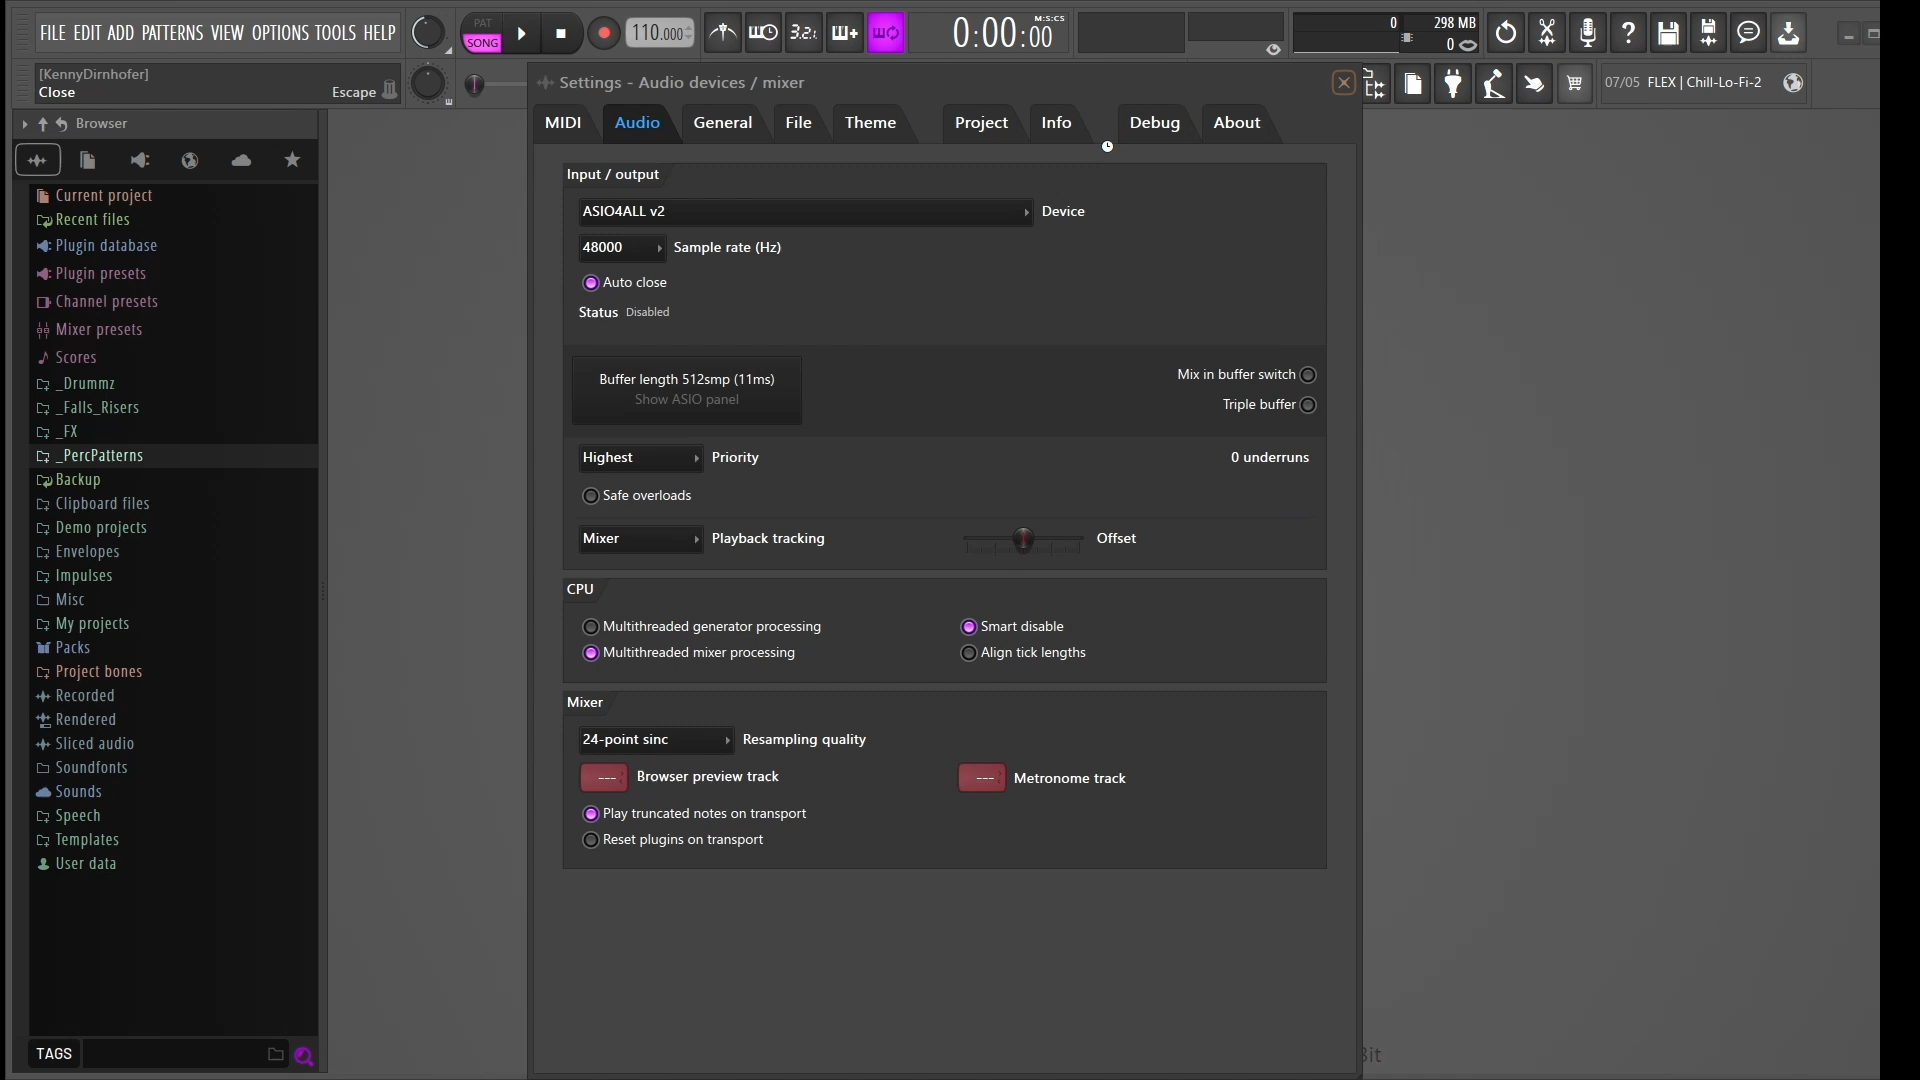 FILE EDIT ADD PATTERNS VIEW OPTIONS TOOLS HELP
PAT
SONG
110.000
3.2.1.
M:S:CS
0:00:00
0
298 MB
0
[KennyDirnhofer]
Close
Escape
07/05 FLEX | Chill-Lo-Fi-2
Browser
Current project
Recent files
Plugin database
Plugin presets
Channel presets
Mixer presets
Scores
_Drummz
_Falls_Risers
_FX
_PercPatterns
Backup
Clipboard files
Demo projects
Envelopes
Impulses
Misc
My projects
Packs
Project bones
Recorded
Rendered
Sliced audio
Soundfonts
Sounds
Speech
Templates
User data
TAGS
Settings - Audio devices / mixer
MIDI Audio General File Theme Project Info Debug About
Input / output
ASIO4ALL v2 Device
48000 Sample rate (Hz)
Auto close
Status Disabled
Buffer length 512smp (11ms)
Show ASIO panel
Mix in buffer switch
Triple buffer
Highest Priority 0 underruns
Safe overloads
Mixer Playback tracking Offset
CPU
Multithreaded generator processing Smart disable
Multithreaded mixer processing Align tick lengths
Mixer
24-point sinc Resampling quality
--- Browser preview track --- Metronome track
Play truncated notes on transport
Reset plugins on transport